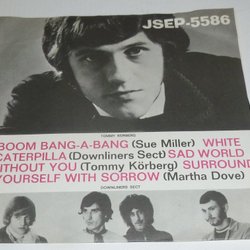 JSEP-5586
TOMMY KÖRBERG
BOOM BANG-A-BANG (Sue Miller) WHITE
CATERPILLA (Downliners Sect) SAD WORLD
WITHOUT YOU (Tommy Körberg) SURROUND
YOURSELF WITH SORROW (Martha Dove)
DOWNLINERS SECT